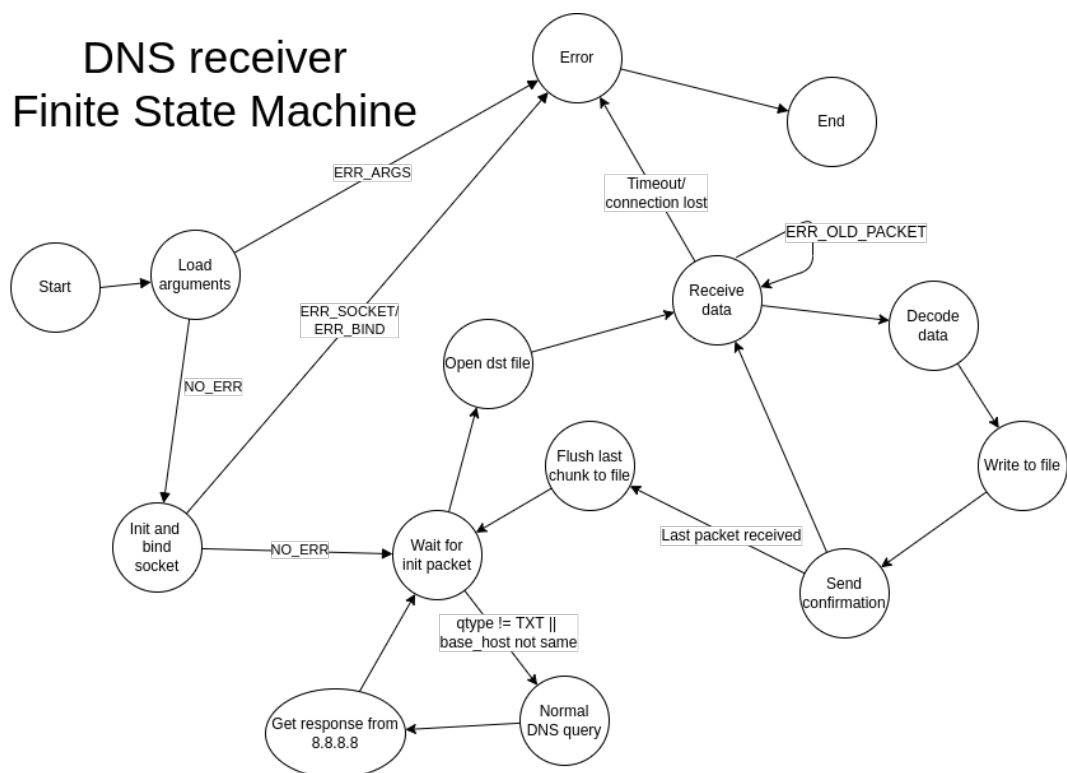 DNS receiver
Finite State Machine
Error
End
ERR_ARGS
Timeout/
connection lost
ERR_OLD_PACKET
Start
Load
arguments
ERR_SOCKET/
ERR_BIND
Receive
data
Decode
data
Open dst file
NO_ERR
Flush last
chunk to file
Write to file
Init and
bind
socket
NO_ERR
Wait for
init packet
Last packet received
Send
confirmation
qtype != TXT ||
base_host not same
Get response from
8.8.8.8
Normal
DNS query